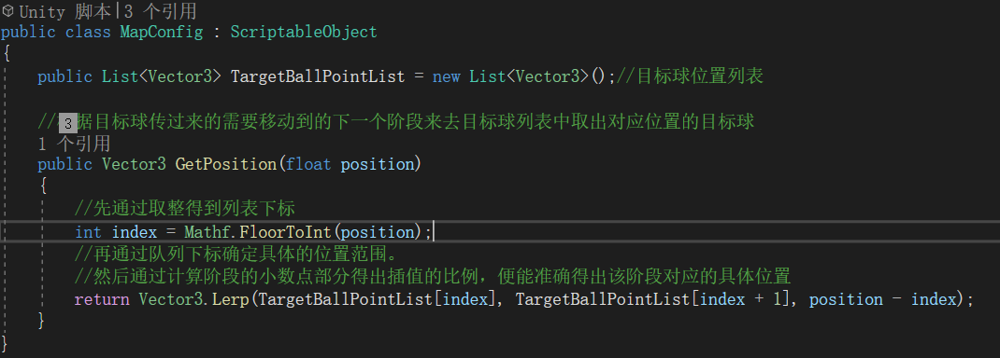 Unity 脚本|3 个引用
public class MapConfig : ScriptableObject
{
public List<Vector3> TargetBallPointList = new List<Vector3>();//目标球位置列表
//3据目标球传过来的需要移动到的下一个阶段来去目标球列表中取出对应位置的目标球
1 个引用
public Vector3 GetPosition(float position)
{
//先通过取整得到列表下标
int index = Mathf.FloorToInt(position);
//再通过队列下标确定具体的位置范围。
//然后通过计算阶段的小数点部分得出插值的比例，便能准确得出该阶段对应的具体位置
return Vector3.Lerp(TargetBallPointList[index], TargetBallPointList[index + 1], position - index);
}
}